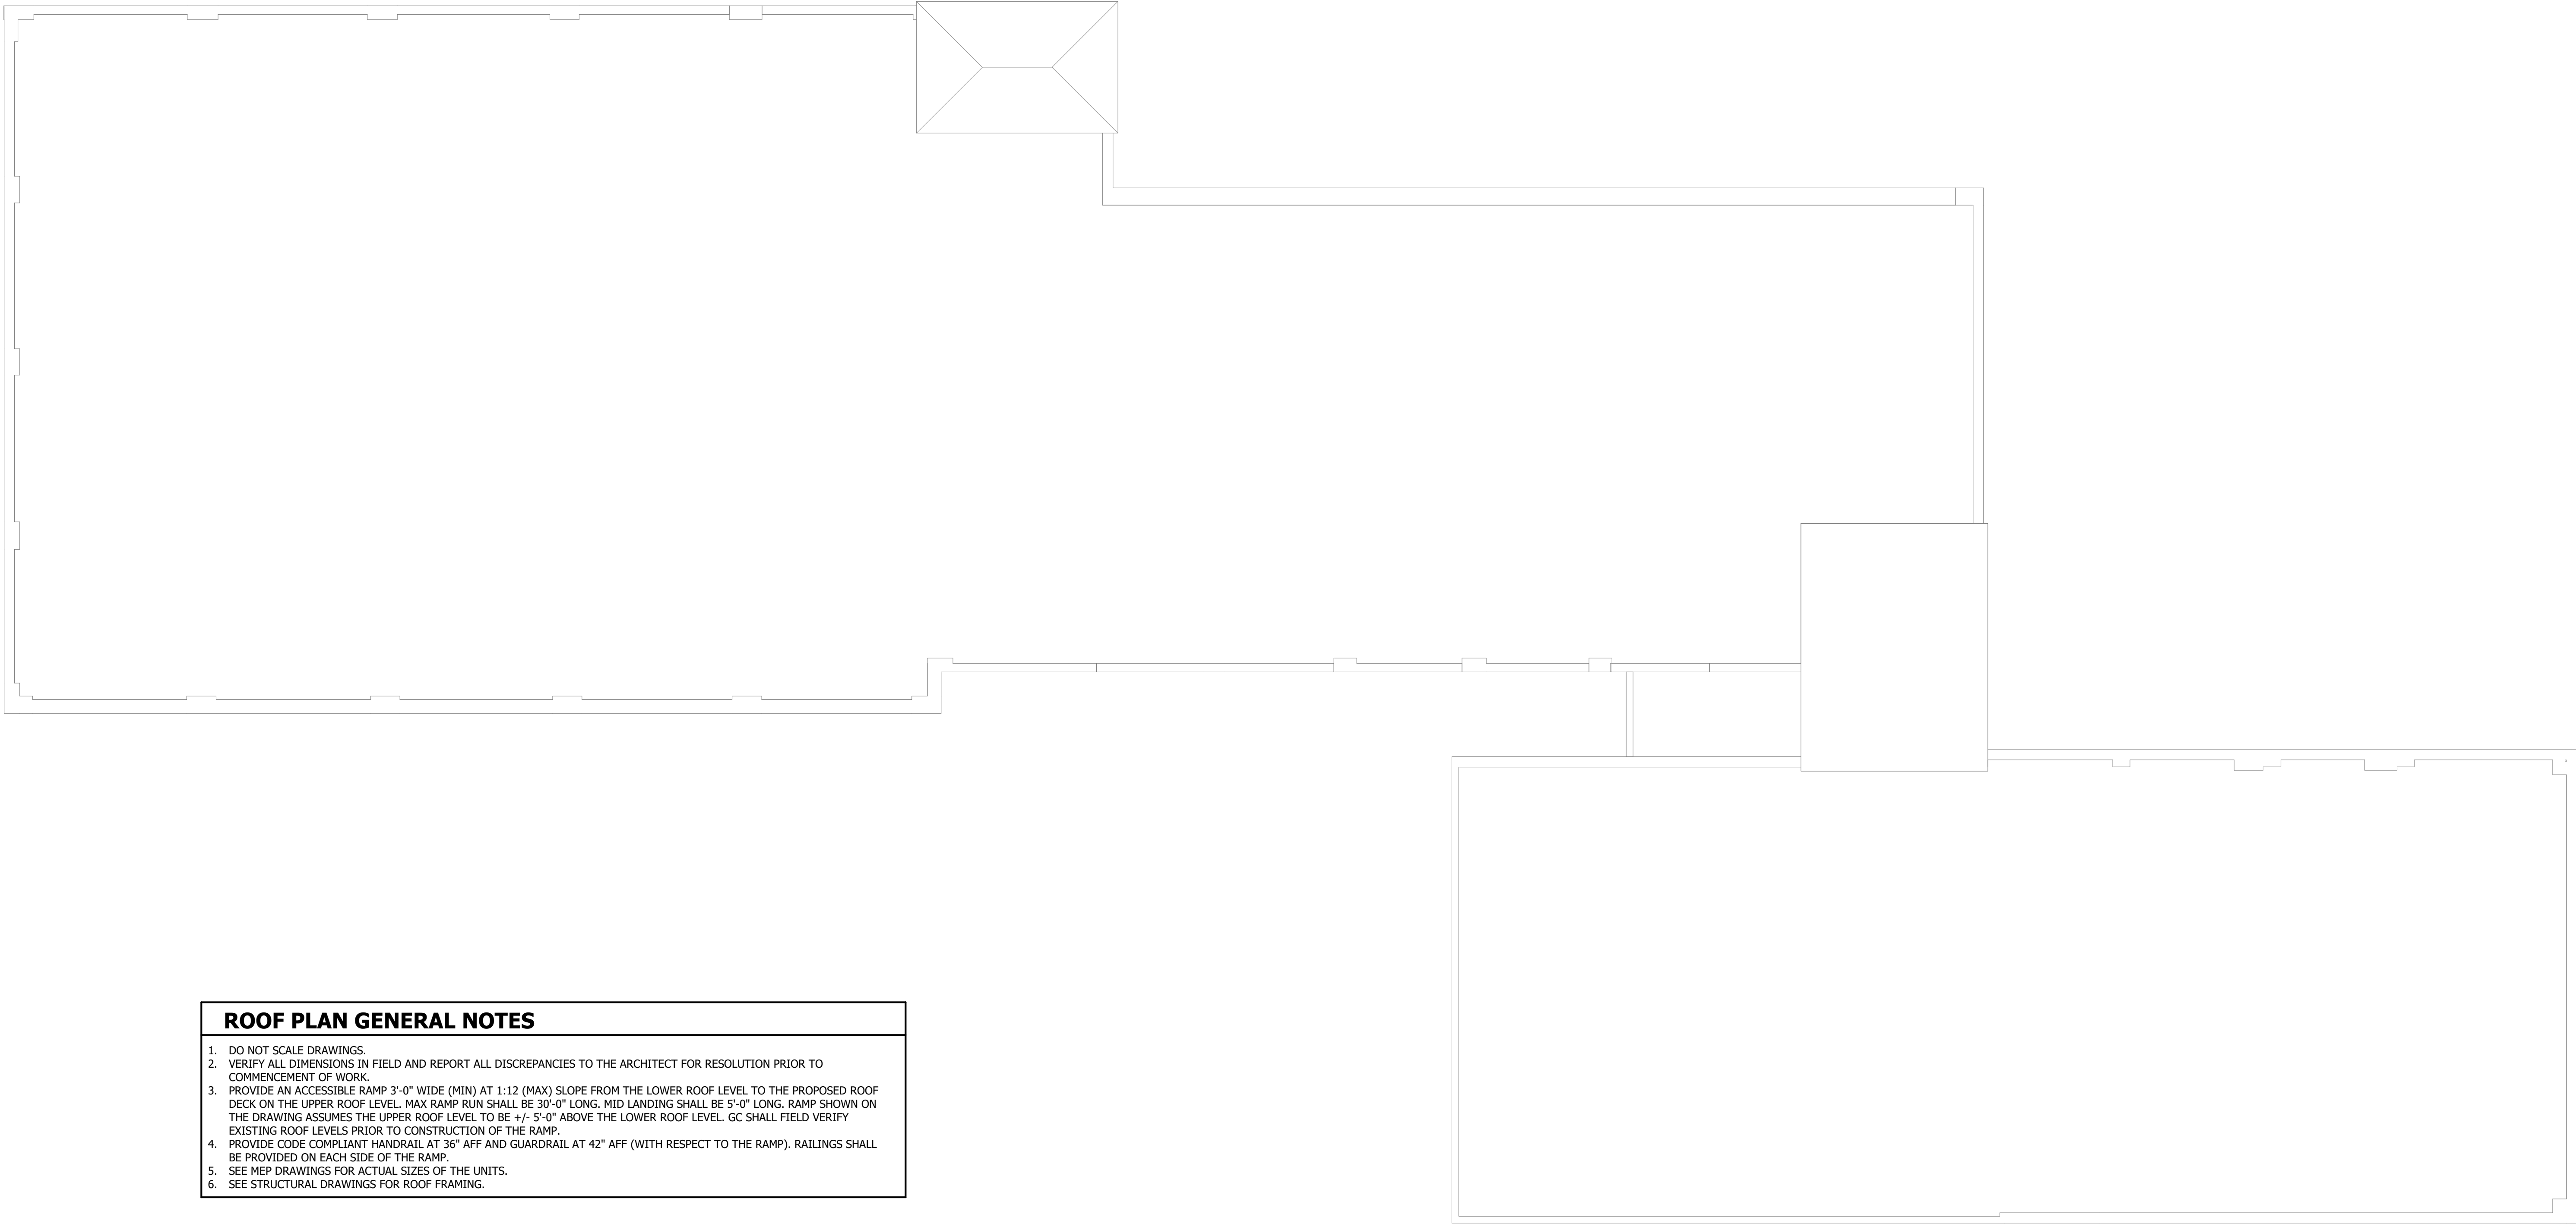 ROOF PLAN GENERAL NOTES
1. DO NOT SCALE DRAWINGS.
2. VERIFY ALL DIMENSIONS IN FIELD AND REPORT ALL DISCREPANCIES TO THE ARCHITECT FOR RESOLUTION PRIOR TO
COMMENCEMENT OF WORK.
3. PROVIDE AN ACCESSIBLE RAMP 3'-0" WIDE (MIN) AT 1:12 (MAX) SLOPE FROM THE LOWER ROOF LEVEL TO THE PROPOSED ROOF
DECK ON THE UPPER ROOF LEVEL. MAX RAMP RUN SHALL BE 30'-0" LONG. MID LANDING SHALL BE 5'-0" LONG. RAMP SHOWN ON
THE DRAWING ASSUMES THE UPPER ROOF LEVEL TO BE +/- 5'-0" ABOVE THE LOWER ROOF LEVEL. GC SHALL FIELD VERIFY
EXISTING ROOF LEVELS PRIOR TO CONSTRUCTION OF THE RAMP.
4. PROVIDE CODE COMPLIANT HANDRAIL AT 36" AFF AND GUARDRAIL AT 42" AFF (WITH RESPECT TO THE RAMP). RAILINGS SHALL
BE PROVIDED ON EACH SIDE OF THE RAMP.
5. SEE MEP DRAWINGS FOR ACTUAL SIZES OF THE UNITS.
6. SEE STRUCTURAL DRAWINGS FOR ROOF FRAMING.